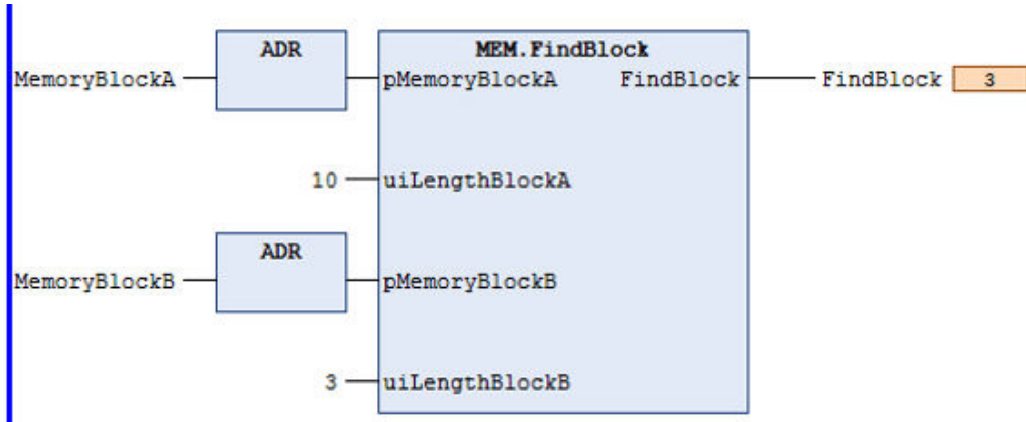 ADR MEM.FindBlock
MemoryBlockA pMemoryBlockA FindBlock FindBlock 3
10 uiLengthBlockA
ADR
MemoryBlockB pMemoryBlockB
3 uiLengthBlockB